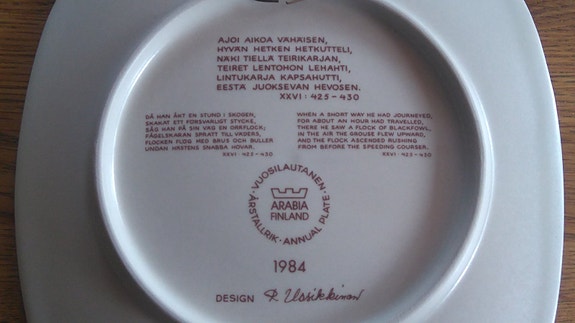 AJOI AIKOA VÄHÄISEN,
HYVÄN HETKEN HETKUTTELI,
NÄKI TIELLÄ TEIRIKARJAN,
TEIRET LENTOHON LEHAHTI,
LINTUKARJA KAPSAHUTTI,
EESTÄ JUOKSEVAN HEVOSEN.
XXVI: 425-430
DÅ HAN ÅKT EN STUND I SKOGEN,
SKAKAT ETT FÖRSVARLIGT STYCKE,
SÅG HAN PÅ SIN VÄG EN ORRFLOCK;
FÅGELSKARAN SPRATT TILL VÄDERS,
FLOCKEN FLÖG MED BRUS OCH BULLER
UNDAN HÄSTENS SNABBA HOVAR.
XXVI: 425-430
WHEN A SHORT WAY HE HAD JOURNEYED,
FOR ABOUT AN HOUR HAD TRAVELLED,
THERE HE SAW A FLOCK OF BLACKFOWL,
IN THE AIR THE GROUSE FLEW UPWARD,
AND THE FLOCK ASCENDED RUSHING
FROM BEFORE THE SPEEDING COURSER.
XXVI: 425-430
·VUOSILAUTANEN·
ARABIA
FINLAND
ÅRSTALLRIK·ANNUAL PLATE
1984
DESIGN R. Uosikkinen